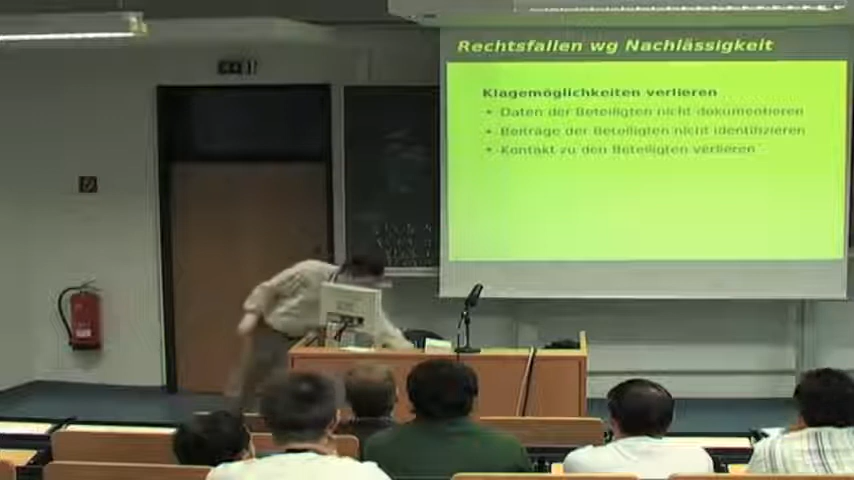 Rechtsfallen wg Nachlässigkeit
Klagemöglichkeiten verlieren
• Daten der Beteiligten nicht dokumentieren
• Beiträge der Beteiligten nicht identifizieren
• Kontakt zu den Beteiligten verlieren